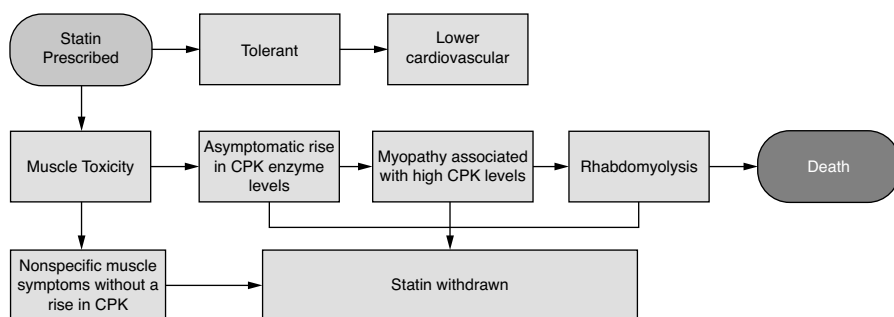 Statin
Prescribed
Tolerant
Lower
cardiovascular
Muscle Toxicity
Asymptomatic rise
in CPK enzyme
levels
Myopathy associated
with high CPK levels
Rhabdomyolysis
Death
Nonspecific muscle
symptoms without a
rise in CPK
Statin withdrawn